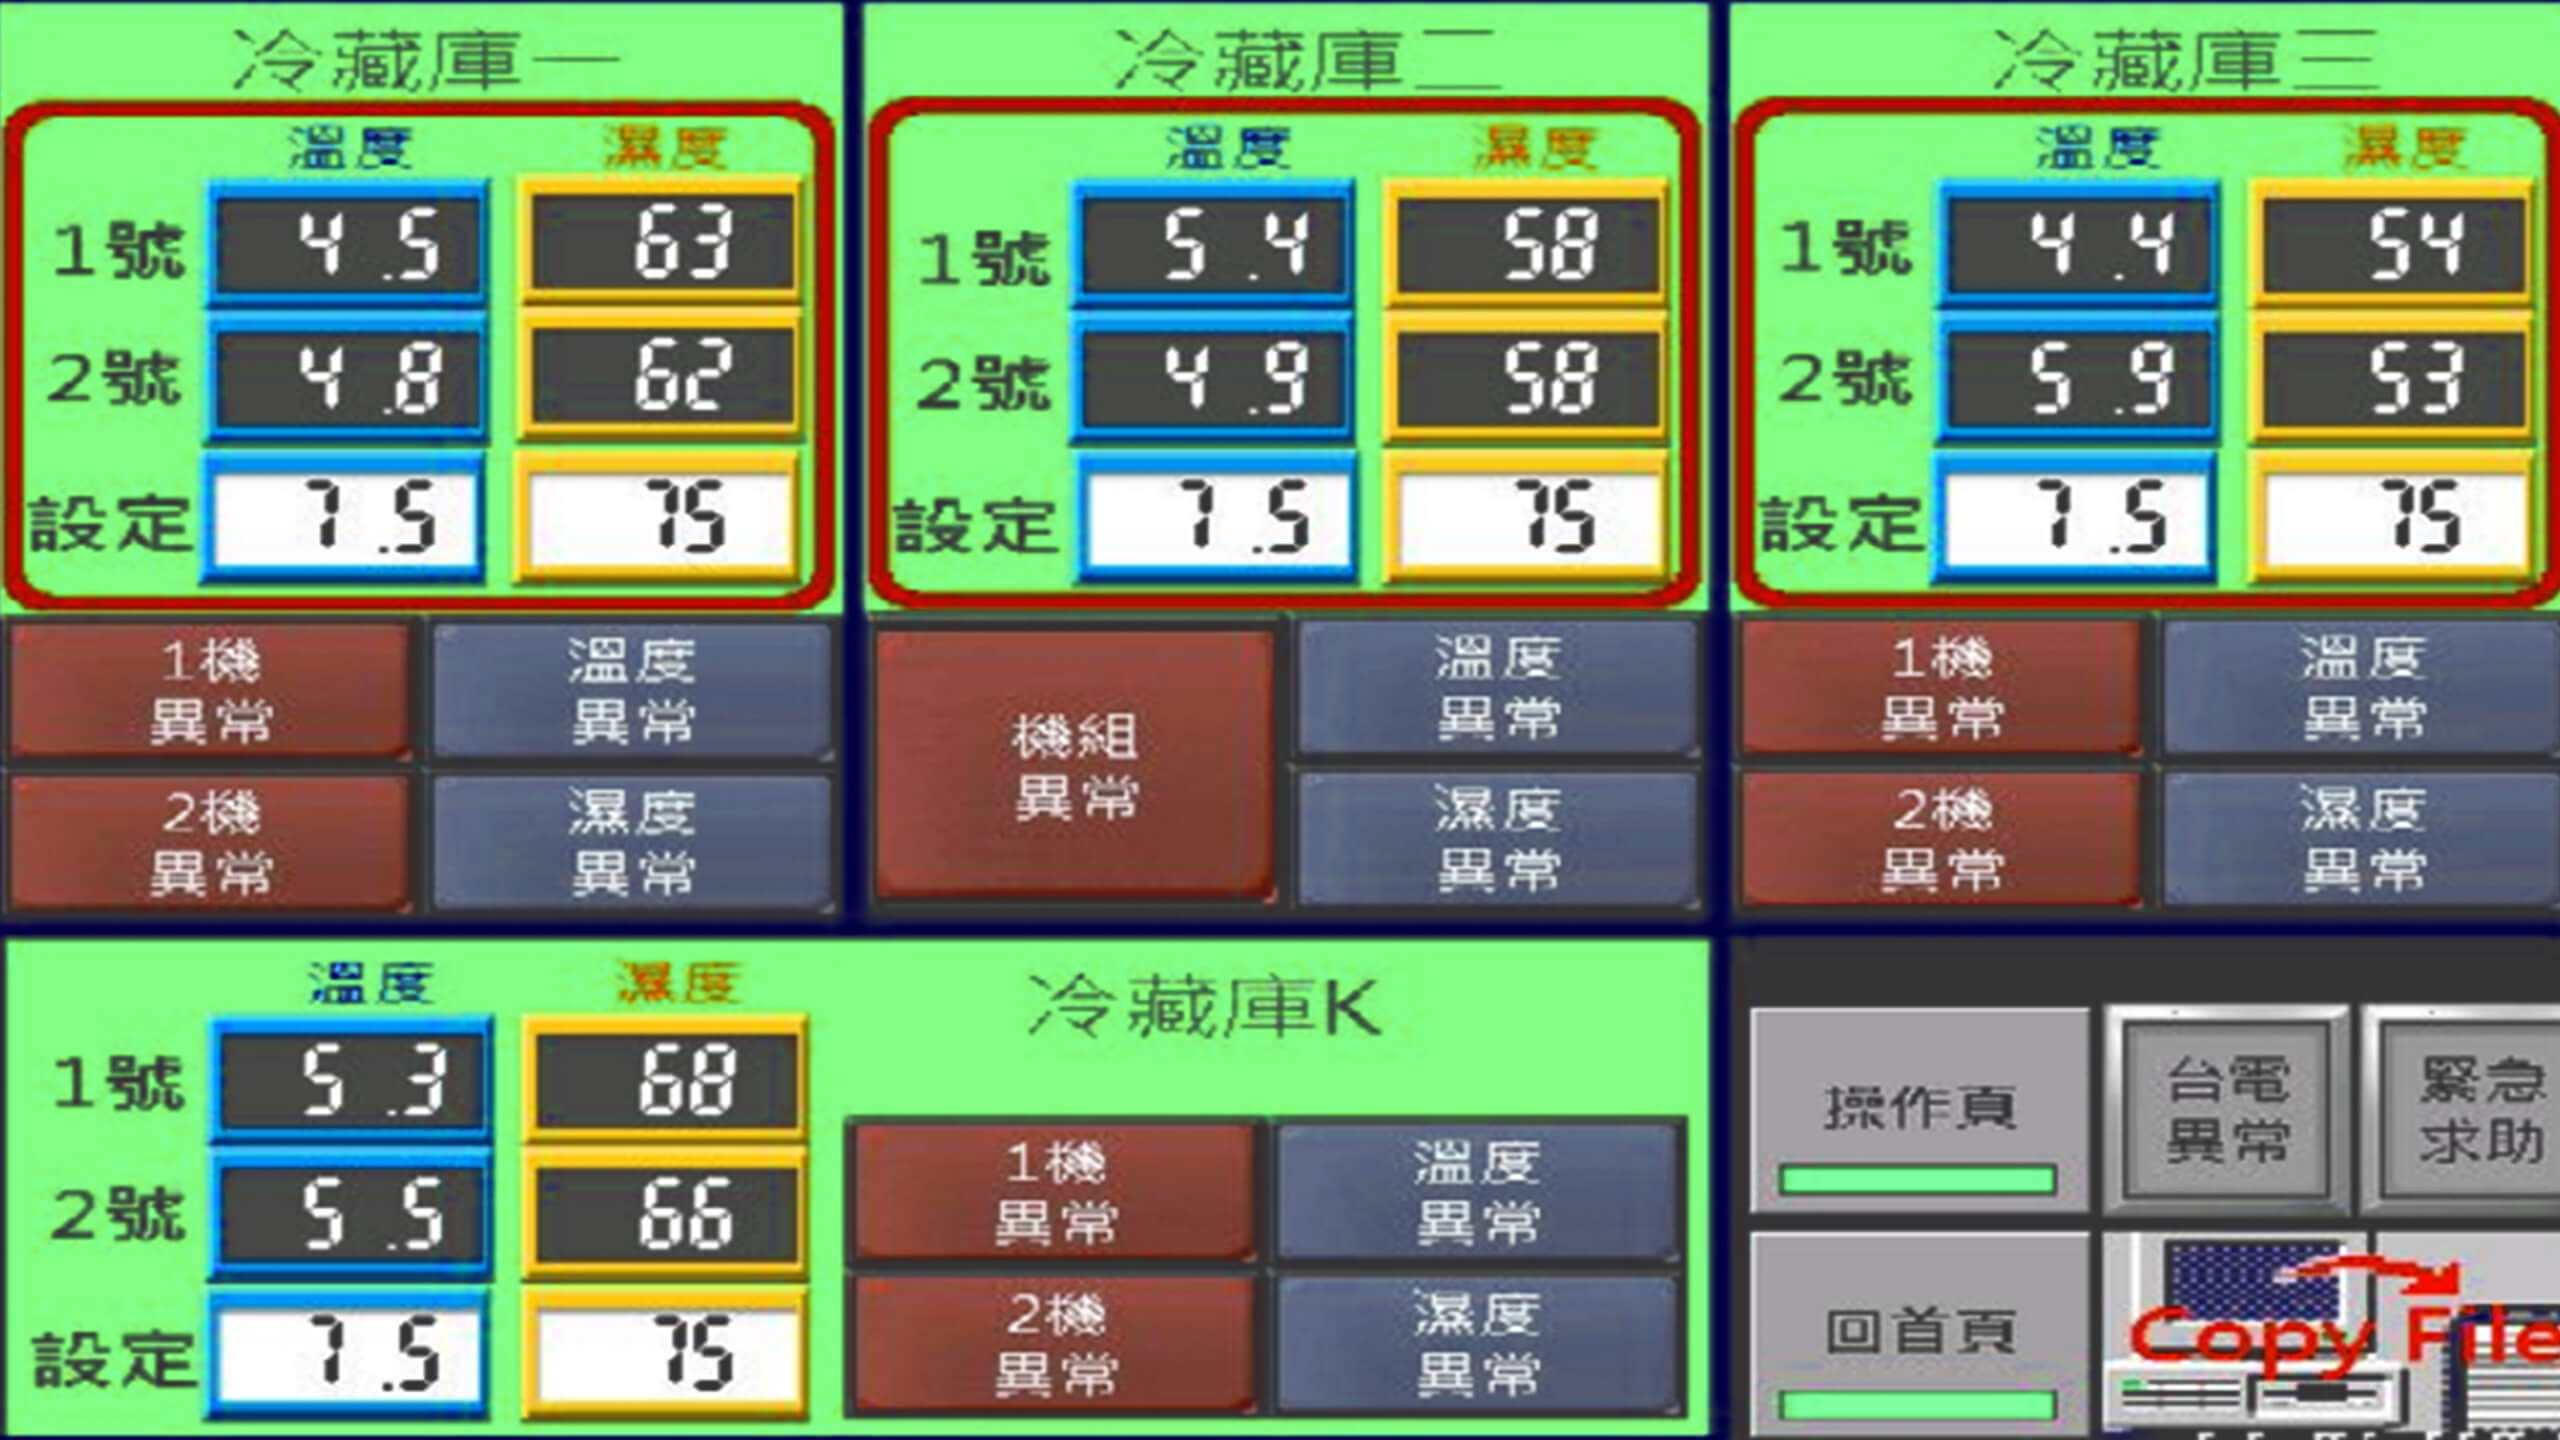 冷藏庫一
溫度 濕度
1號 4.5 63
2號 4.8 62
設定 7.5 75
1機
異常
溫度
異常
2機
異常
濕度
異常
冷藏庫二
溫度 濕度
1號 5.4 58
2號 4.9 58
設定 7.5 75
機組
異常
溫度
異常
濕度
異常
冷藏庫三
溫度 濕度
1號 4.4 54
2號 5.9 53
設定 7.5 75
1機
異常
溫度
異常
2機
異常
濕度
異常
冷藏庫K
溫度 濕度
1號 5.3 68
2號 5.5 66
設定 7.5 75
1機
異常
溫度
異常
2機
異常
濕度
異常
操作頁
台電
異常
緊急
求助
回首頁
Copy File